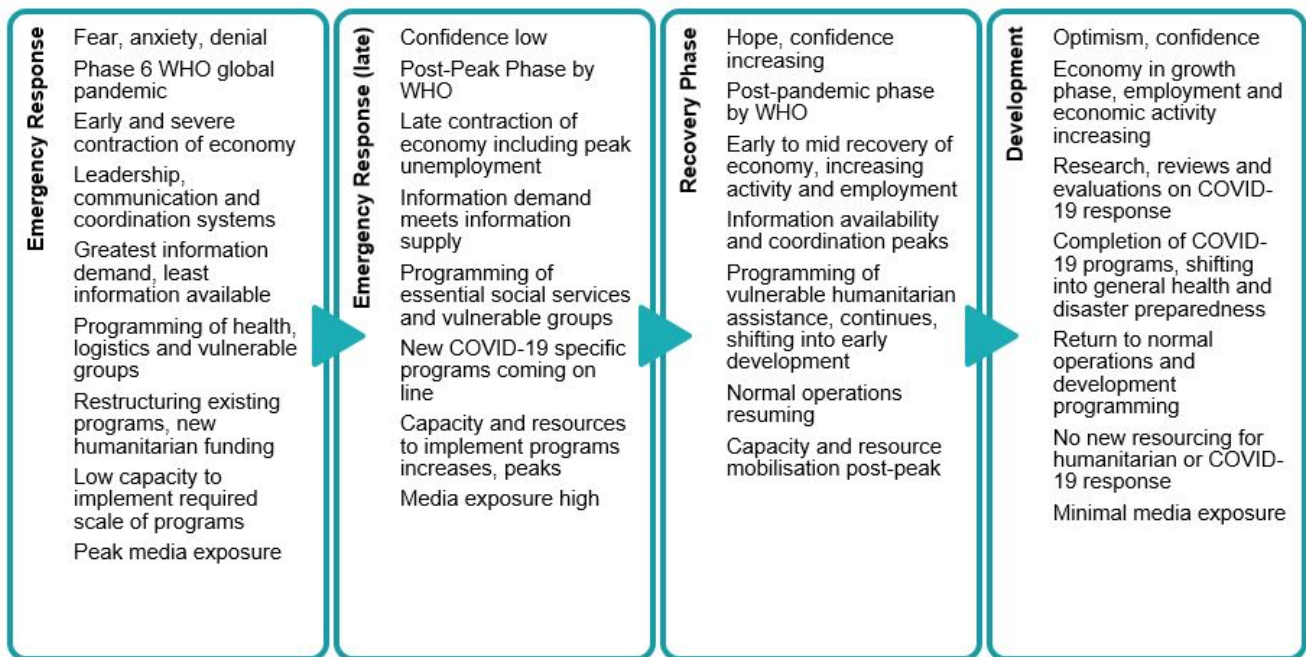 Emergency Response
Fear, anxiety, denial
Phase 6 WHO global
pandemic
Early and severe
contraction of economy
Leadership,
communication and
coordination systems
Greatest information
demand, least
information available
Programming of health,
logistics and vulnerable
groups
Restructuring existing
programs, new
humanitarian funding
Low capacity to
implement required
scale of programs
Peak media exposure
Emergency Response (late)
Confidence low
Post-Peak Phase by
WHO
Late contraction of
economy including peak
unemployment
Information demand
meets information
supply
Programming of
essential social services
and vulnerable groups
New COVID-19 specific
programs coming on
line
Capacity and resources
to implement programs
increases, peaks
Media exposure high
Recovery Phase
Hope, confidence
increasing
Post-pandemic phase
by WHO
Early to mid recovery of
economy, increasing
activity and employment
Information availability
and coordination peaks
Programming of
vulnerable humanitarian
assistance, continues,
shifting into early
development
Normal operations
resuming
Capacity and resource
mobilisation post-peak
Development
Optimism, confidence
Economy in growth
phase, employment and
economic activity
increasing
Research, reviews and
evaluations on COVID-
19 response
Completion of COVID-
19 programs, shifting
into general health and
disaster preparedness
Return to normal
operations and
development
programming
No new resourcing for
humanitarian or COVID-
19 response
Minimal media exposure